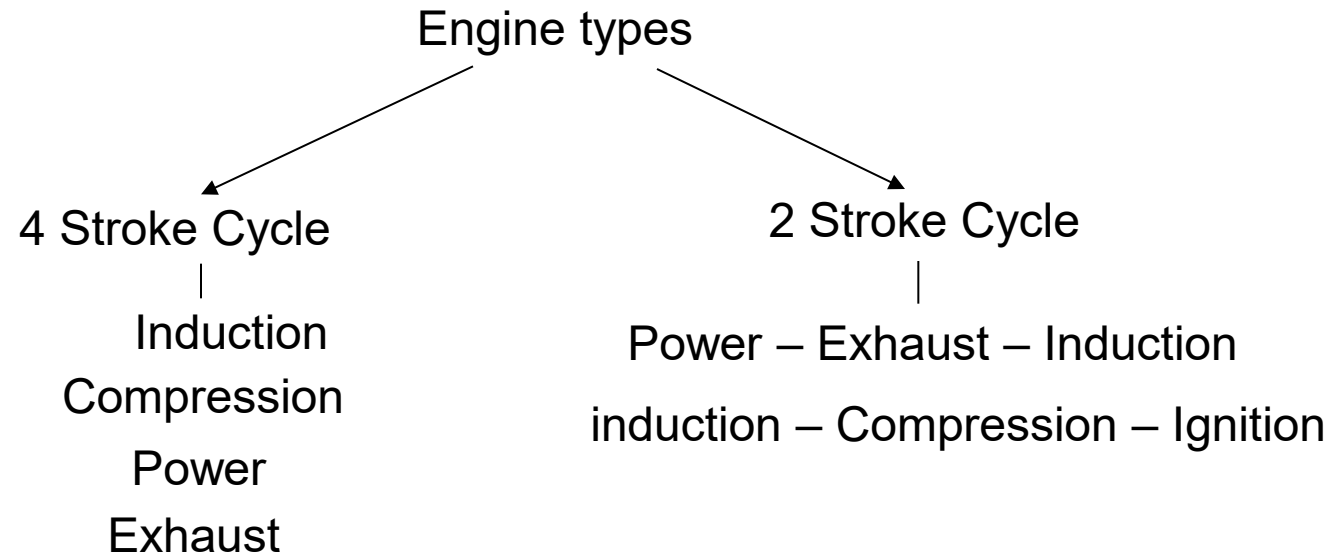 Engine types
4 Stroke Cycle
Induction
Compression
Power
Exhaust
2 Stroke Cycle
Power – Exhaust – Induction
induction – Compression – Ignition